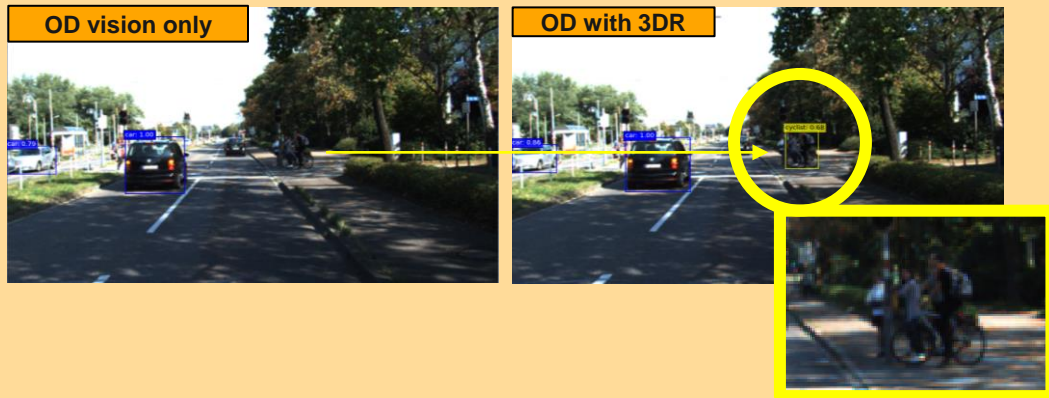 OD vision only
OD with 3DR
car: 1.00
car: 0.79
car: 1.00
car: 0.86
cyclist: 0.68